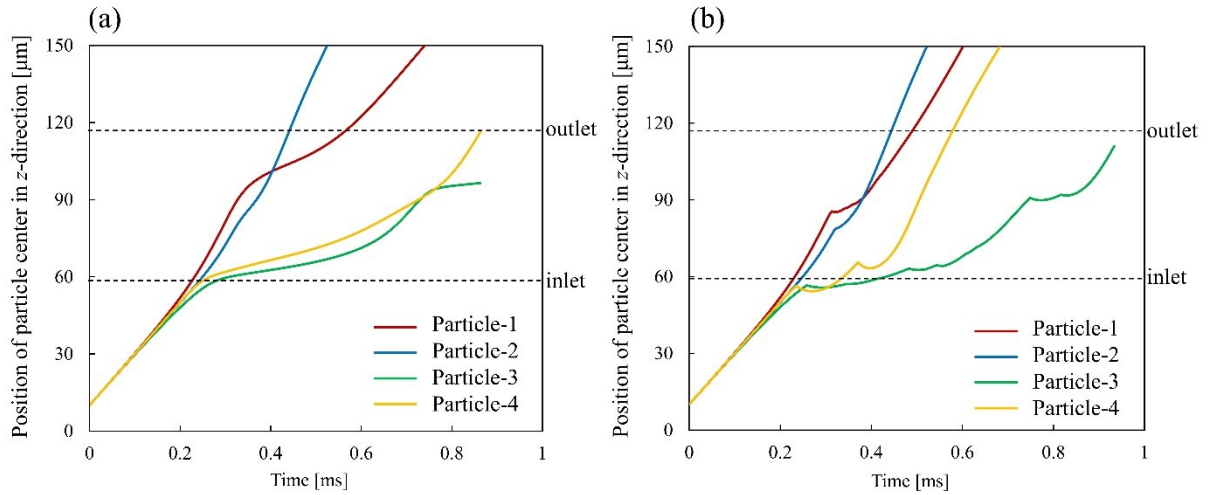 (a)
Position of particle center in z-direction [μm]
150
120
90
60
30
0
outlet
inlet
Particle-1
Particle-2
Particle-3
Particle-4
0 0.2 0.4 0.6 0.8 1
Time [ms]
(b)
Position of particle center in z-direction [μm]
150
120
90
60
30
0
outlet
inlet
Particle-1
Particle-2
Particle-3
Particle-4
0 0.2 0.4 0.6 0.8 1
Time [ms]